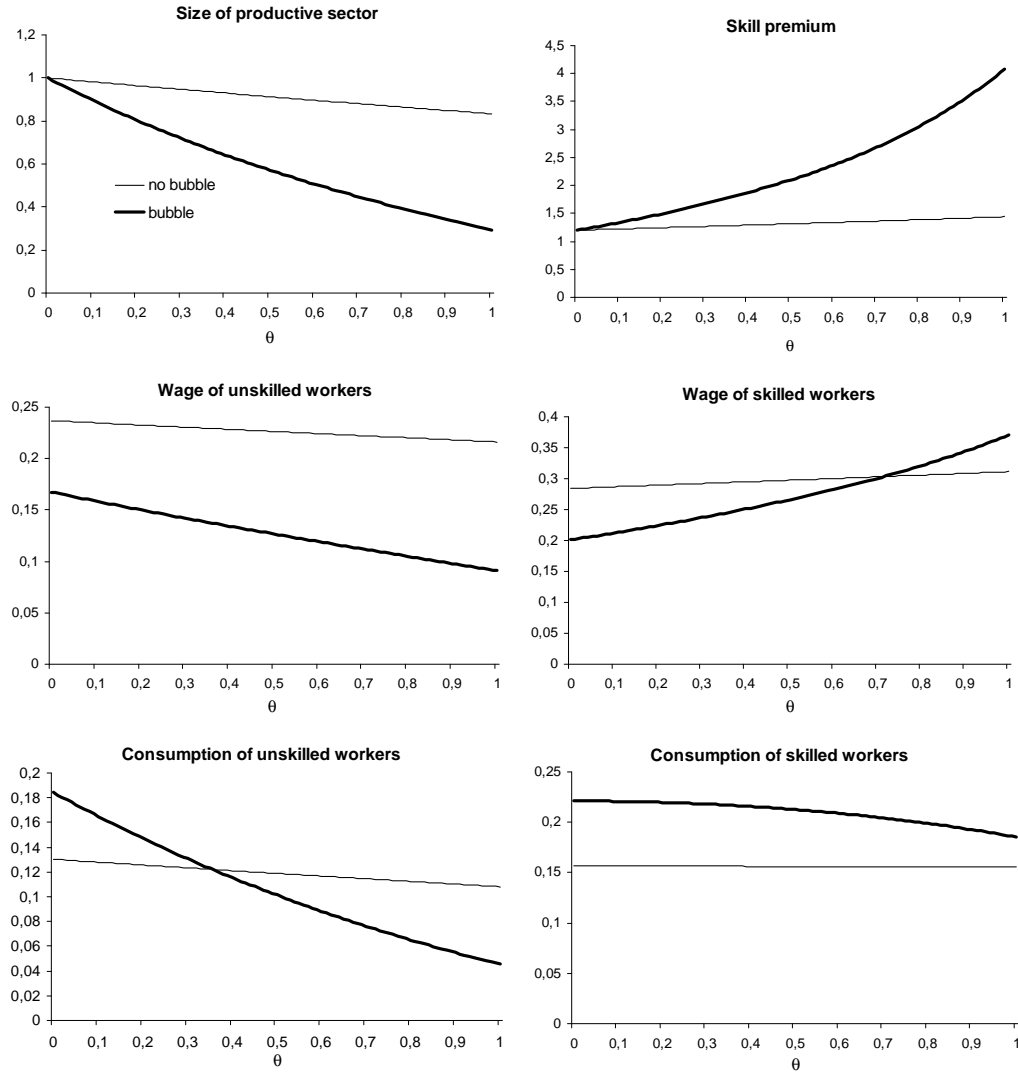 Size of productive sector
1,2
1
0,8
0,6
0,4
0,2
0
no bubble
bubble
0 0,1 0,2 0,3 0,4 0,5 0,6 0,7 0,8 0,9 1
θ
Skill premium
4,5
4
3,5
3
2,5
2
1,5
1
0,5
0
0 0,1 0,2 0,3 0,4 0,5 0,6 0,7 0,8 0,9 1
θ
Wage of unskilled workers
0,25
0,2
0,15
0,1
0,05
0
0 0,1 0,2 0,3 0,4 0,5 0,6 0,7 0,8 0,9 1
θ
Wage of skilled workers
0,4
0,35
0,3
0,25
0,2
0,15
0,1
0,05
0
0 0,1 0,2 0,3 0,4 0,5 0,6 0,7 0,8 0,9 1
θ
Consumption of unskilled workers
0,2
0,18
0,16
0,14
0,12
0,1
0,08
0,06
0,04
0,02
0
0 0,1 0,2 0,3 0,4 0,5 0,6 0,7 0,8 0,9 1
θ
Consumption of skilled workers
0,25
0,2
0,15
0,1
0,05
0
0 0,1 0,2 0,3 0,4 0,5 0,6 0,7 0,8 0,9 1
θ